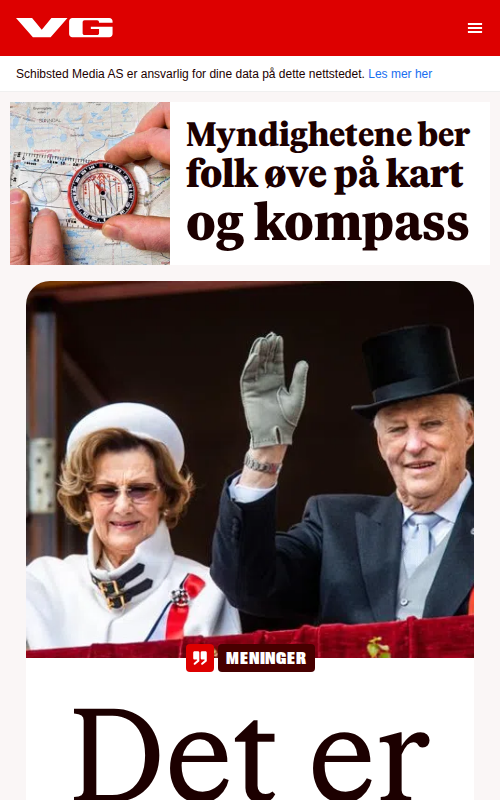 VG
Schibsted Media AS er ansvarlig for dine data på dette nettstedet. Les mer her
Myndighetene ber
folk øve på kart
og kompass
MENINGER
Det er